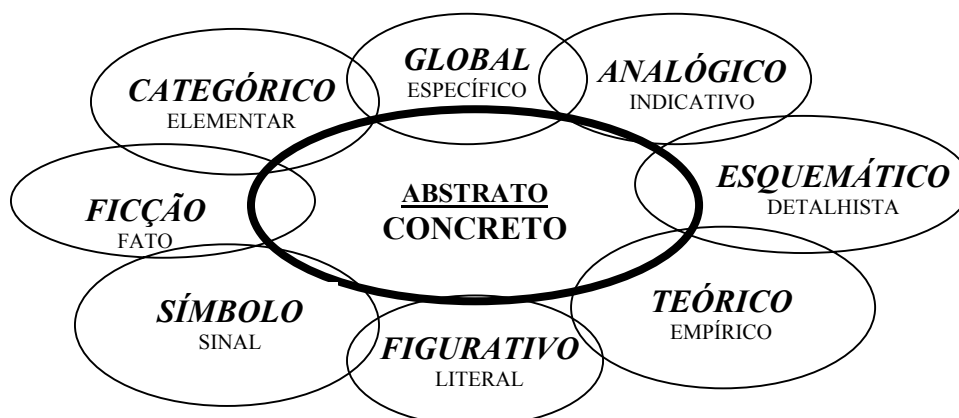 GLOBAL
ESPECÍFICO
CATEGÓRICO
ELEMENTAR
ANALÓGICO
INDICATIVO
ESQUEMÁTICO
DETALHISTA
ABSTRATO
CONCRETO
FICÇÃO
FATO
SÍMBOLO
SINAL
TEÓRICO
EMPÍRICO
FIGURATIVO
LITERAL